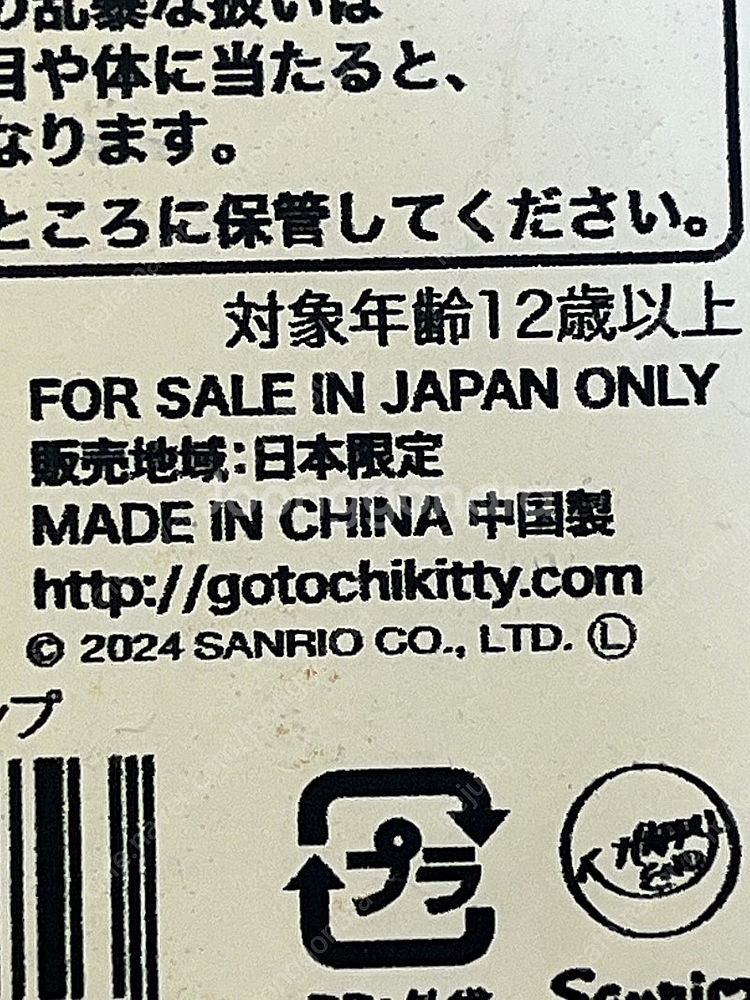 の乱暴な扱いは
目や体に当たると、
なります。
ところに保管してください。
対象年齢12歳以上
FOR SALE IN JAPAN ONLY
販売地域:日本限定
MADE IN CHINA 中国製
http://gotochikitty.com
© 2024 SANRIO CO., LTD. Ⓛ
ップ
プラ